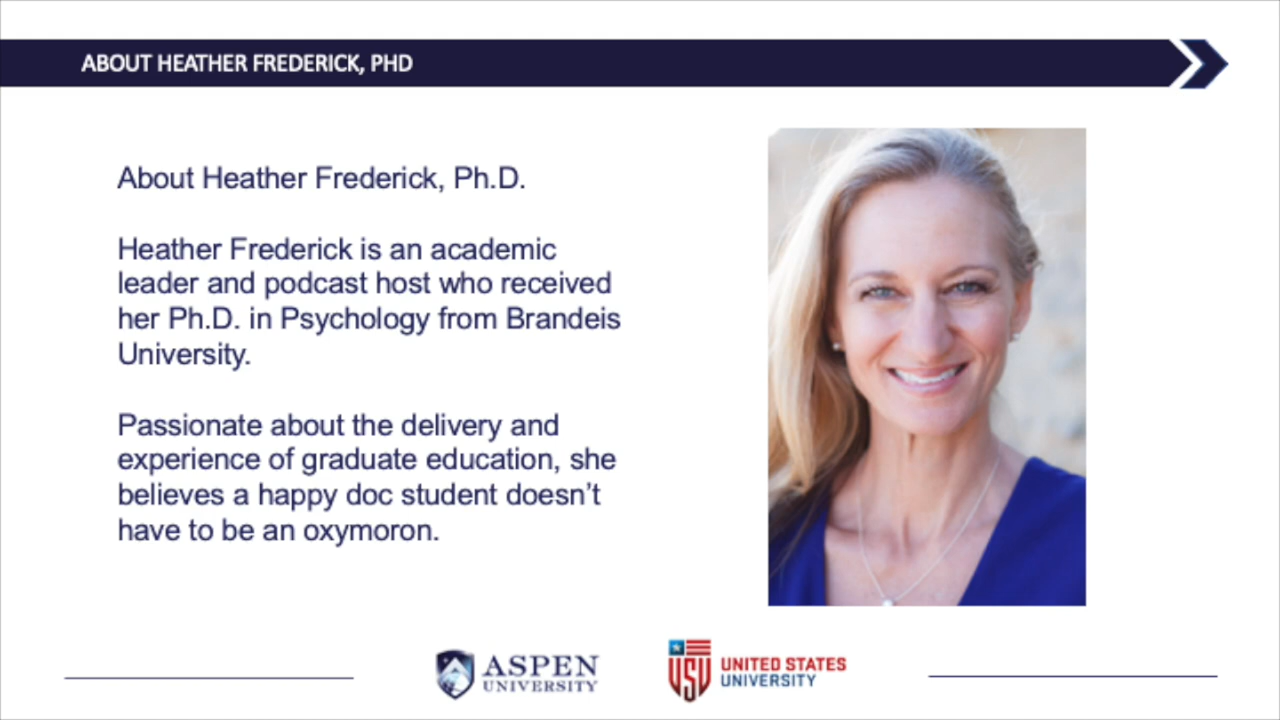 ABOUT HEATHER FREDERICK, PHD
About Heather Frederick, Ph.D.
Heather Frederick is an academic
leader and podcast host who received
her Ph.D. in Psychology from Brandeis
University.
Passionate about the delivery and
experience of graduate education, she
believes a happy doc student doesn’t
have to be an oxymoron.
ASPEN
UNIVERSITY
USU
UNITED STATES
UNIVERSITY